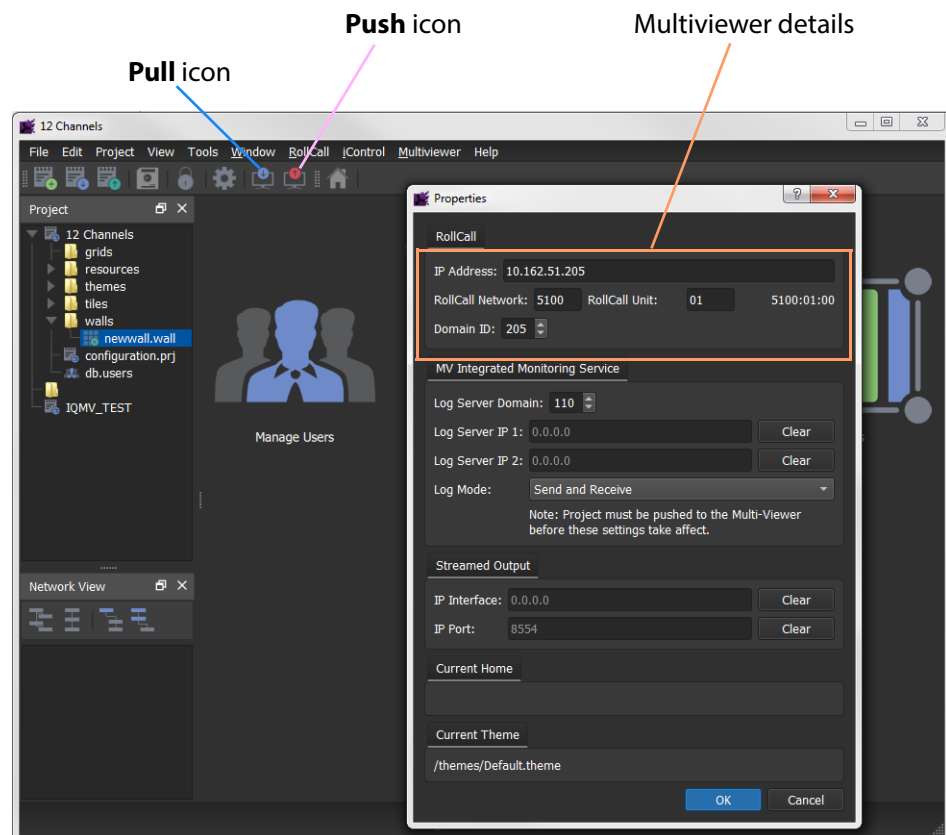 Push icon
Multiviewer details
Pull icon
12 Channels
File Edit Project View Tools Window RollCall iControl Multiviewer Help
Project
12 Channels
grids
resources
themes
tiles
walls
newwall.wall
configuration.prj
db.users
IQMV_TEST
Manage Users
Network View
Properties
RollCall
IP Address: 10.162.51.205
RollCall Network: 5100 RollCall Unit: 01 5100:01:00
Domain ID: 205
MV Integrated Monitoring Service
Log Server Domain: 110
Log Server IP 1: 0.0.0.0 Clear
Log Server IP 2: 0.0.0.0 Clear
Log Mode: Send and Receive
Note: Project must be pushed to the Multi-Viewer
before these settings take affect.
Streamed Output
IP Interface: 0.0.0.0 Clear
IP Port: 8554 Clear
Current Home
Current Theme
/themes/Default.theme
OK Cancel